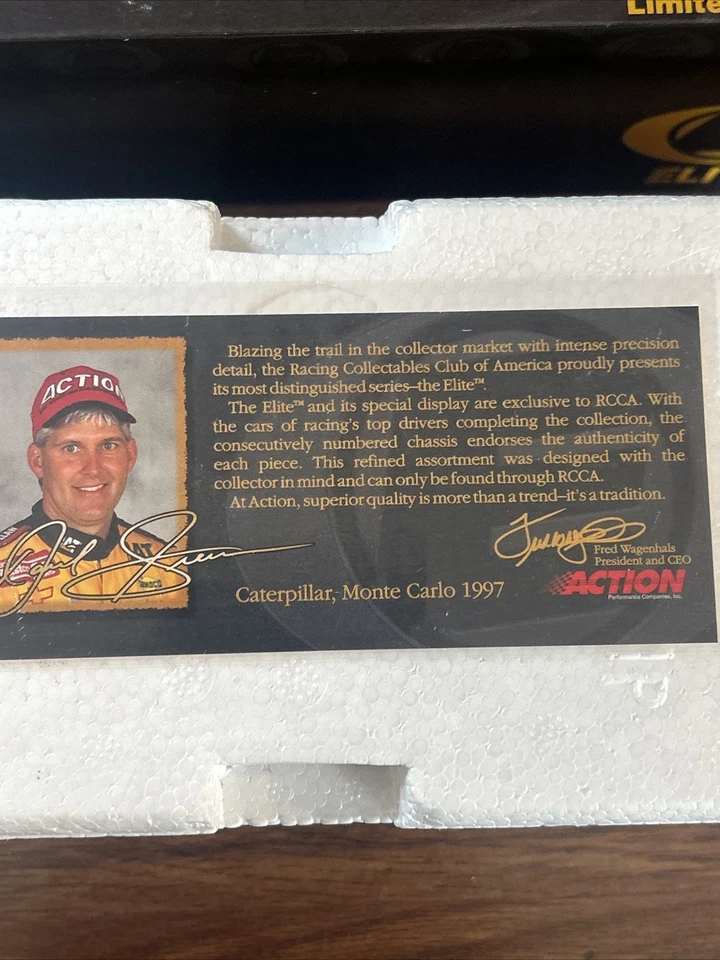 Limite
ELI
Blazing the trail in the collector market with intense precision
detail, the Racing Collectables Club of America proudly presents
its most distinguished series–the Elite™.
The Elite™ and its special display are exclusive to RCCA. With
the cars of racing's top drivers completing the collection, the
consecutively numbered chassis endorses the authenticity of
each piece. This refined assortment was designed with the
collector in mind and can only be found through RCCA.
At Action, superior quality is more than a trend–it's a tradition.
ACTION
Fred Wagenhals
President and CEO
Caterpillar, Monte Carlo 1997
ACTION
Performance Companies, Inc.